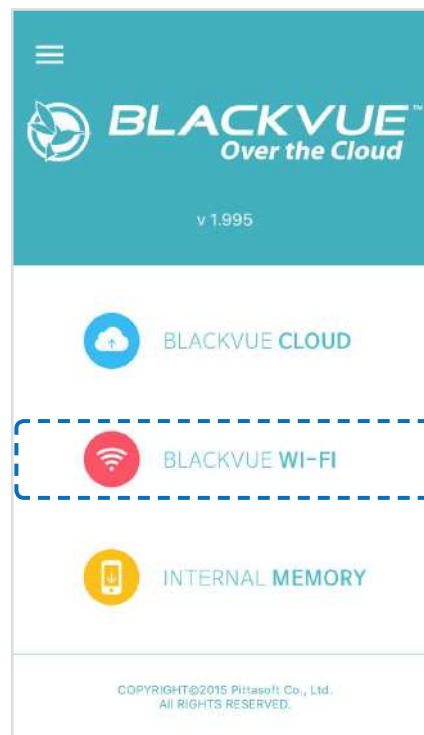 BLACKVUE™
Over the Cloud
v 1.995
BLACKVUE CLOUD
BLACKVUE WI-FI
INTERNAL MEMORY
COPYRIGHT©2015 Pittasoft Co., Ltd.
All RIGHTS RESERVED.